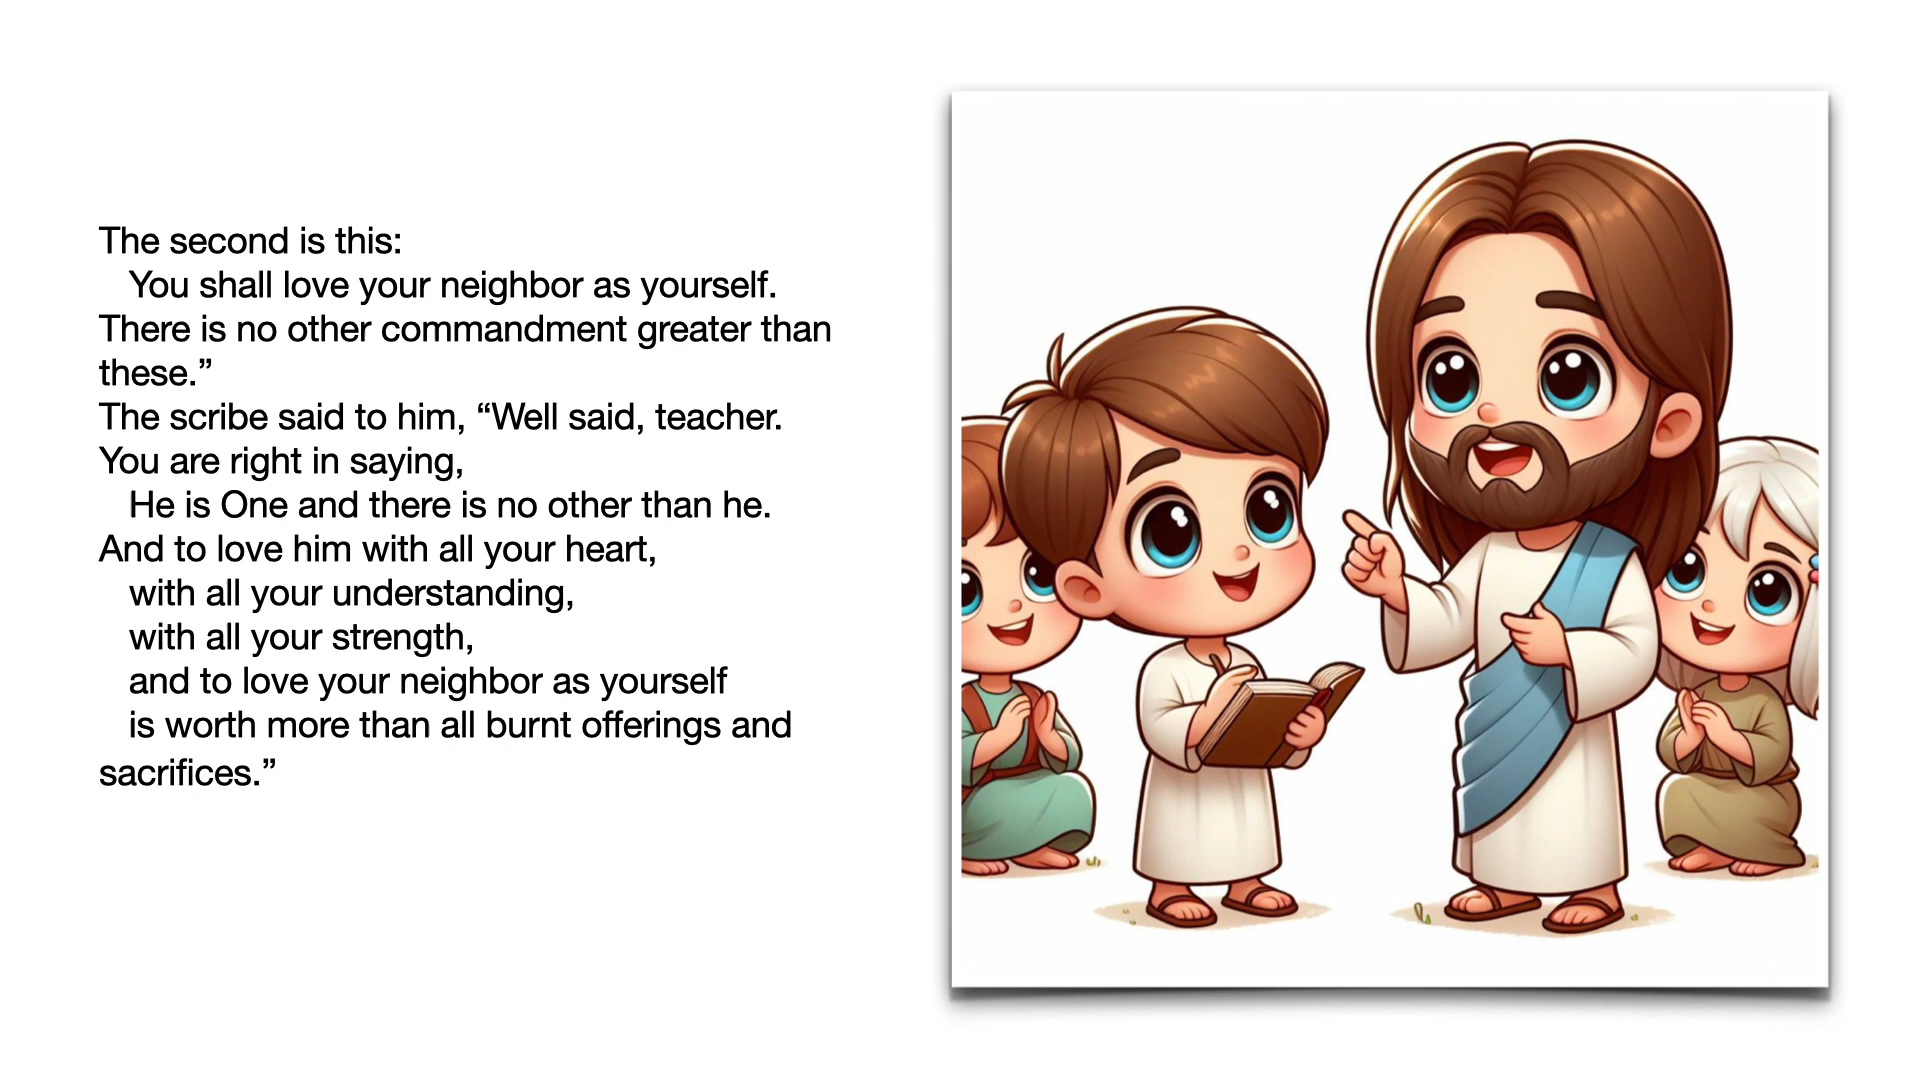 The second is this:
You shall love your neighbor as yourself.
There is no other commandment greater than
these.”
The scribe said to him, “Well said, teacher.
You are right in saying,
He is One and there is no other than he.
And to love him with all your heart,
with all your understanding,
with all your strength,
and to love your neighbor as yourself
is worth more than all burnt offerings and
sacrifices.”